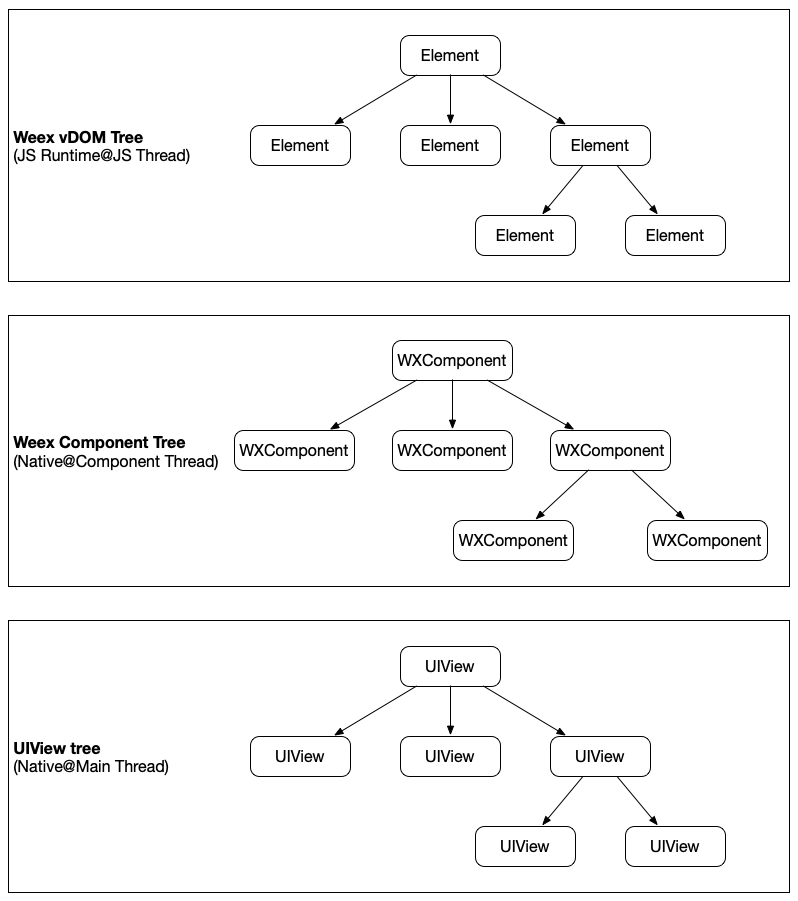 Element
Weex vDOM Tree
(JS Runtime@JS Thread)
Element
Element
Element
Element
Element
WXComponent
Weex Component Tree
(Native@Component Thread)
WXComponent
WXComponent
WXComponent
WXComponent
WXComponent
UIView
UIView tree
(Native@Main Thread)
UIView
UIView
UIView
UIView
UIView